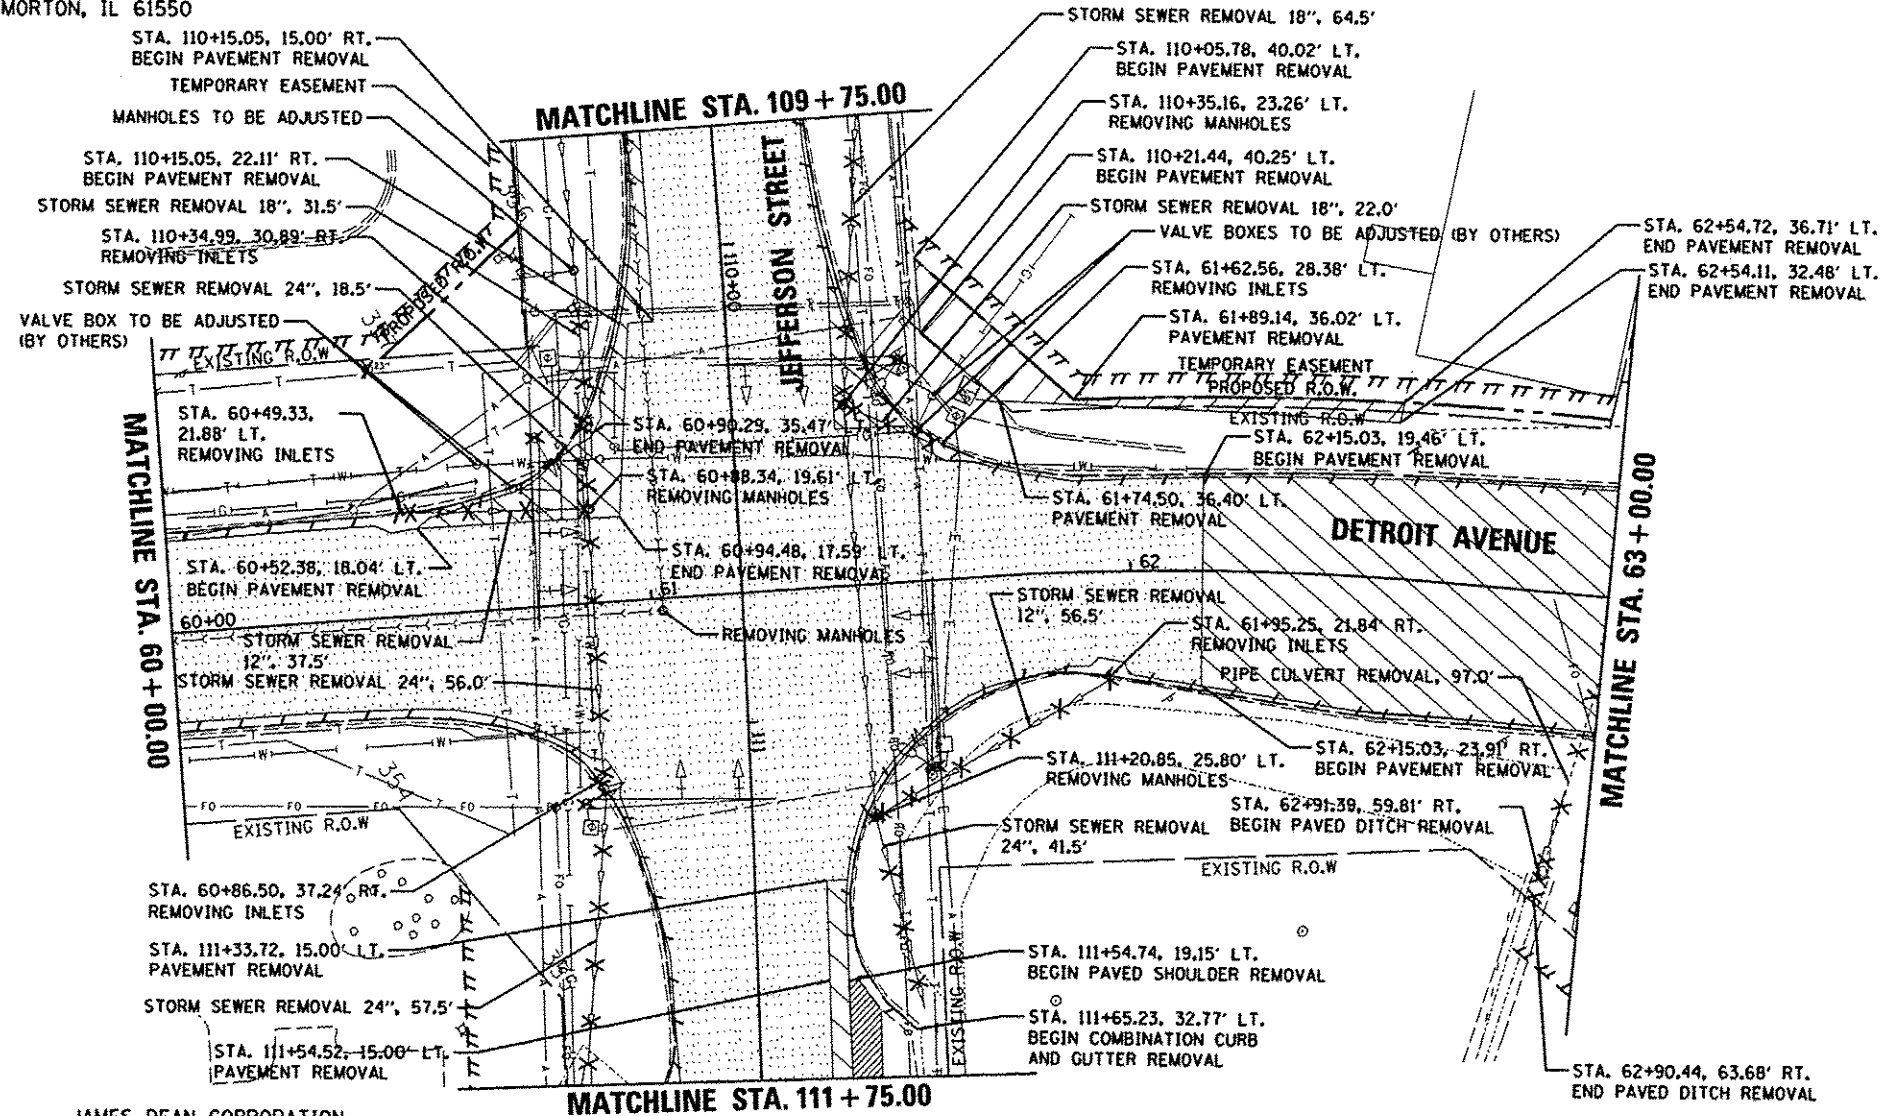 MORTON, IL 61550
STA. 110+15.05, 15.00' RT.
BEGIN PAVEMENT REMOVAL
TEMPORARY EASEMENT
MANHOLES TO BE ADJUSTED
STA. 110+15.05, 22.11' RT.
BEGIN PAVEMENT REMOVAL
STORM SEWER REMOVAL 18", 31.5'
STA. 110+34.99, 30.89' RT.
REMOVING INLETS
STORM SEWER REMOVAL 24", 18.5'
VALVE BOX TO BE ADJUSTED
(BY OTHERS)
EXISTING R.O.W
PROPOSED R.O.W
MATCHLINE STA. 109+75.00
JEFFERSON STREET
110+00
STORM SEWER REMOVAL 18", 64.5'
STA. 110+05.78, 40.02' LT.
BEGIN PAVEMENT REMOVAL
STA. 110+35.16, 23.26' LT.
REMOVING MANHOLES
STA. 110+21.44, 40.25' LT.
BEGIN PAVEMENT REMOVAL
STORM SEWER REMOVAL 18", 22.0'
VALVE BOXES TO BE ADJUSTED (BY OTHERS)
STA. 61+62.56, 28.38' LT.
REMOVING INLETS
STA. 61+89.14, 36.02' LT.
PAVEMENT REMOVAL
TEMPORARY EASEMENT
PROPOSED R.O.W.
EXISTING R.O.W
STA. 62+54.72, 36.71' LT.
END PAVEMENT REMOVAL
STA. 62+54.11, 32.48' LT.
END PAVEMENT REMOVAL
STA. 62+15.03, 19.46' LT.
BEGIN PAVEMENT REMOVAL
STA. 61+74.50, 36.40' LT.
PAVEMENT REMOVAL
DETROIT AVENUE
MATCHLINE STA. 63+00.00
MATCHLINE STA. 60+00.00
STA. 60+49.33,
21.88' LT.
REMOVING INLETS
STA. 60+90.29, 35.47' LT.
END PAVEMENT REMOVAL
STA. 60+88.34, 19.61' LT.
REMOVING MANHOLES
STA. 60+94.48, 17.59' LT.
END PAVEMENT REMOVAL
STA. 60+52.38, 18.04' LT.
BEGIN PAVEMENT REMOVAL
60+00
61
62
STORM SEWER REMOVAL
12", 37.5'
REMOVING MANHOLES
STORM SEWER REMOVAL 24", 56.0'
STORM SEWER REMOVAL
12", 56.5'
STA. 61+95.25, 21.84' RT.
REMOVING INLETS
PIPE CULVERT REMOVAL, 97.0'
111
354
FO FO FO FO
EXISTING R.O.W
STA. 62+15.03, 23.91' RT.
BEGIN PAVEMENT REMOVAL
STA. 111+20.85, 25.80' LT.
REMOVING MANHOLES
STA. 62+91.39, 59.81' RT.
BEGIN PAVED DITCH REMOVAL
STORM SEWER REMOVAL
24", 41.5'
EXISTING R.O.W
STA. 60+86.50, 37.24' RT.
REMOVING INLETS
STA. 111+33.72, 15.00' LT.
PAVEMENT REMOVAL
STORM SEWER REMOVAL 24", 57.5'
STA. 111+54.52, 15.00' LT.
PAVEMENT REMOVAL
EXISTING R.O.W
STA. 111+54.74, 19.15' LT.
BEGIN PAVED SHOULDER REMOVAL
STA. 111+65.23, 32.77' LT.
BEGIN COMBINATION CURB
AND GUTTER REMOVAL
STA. 62+90.44, 63.68' RT.
END PAVED DITCH REMOVAL
MATCHLINE STA. 111+75.00
JAMES DEAN CORPORATION